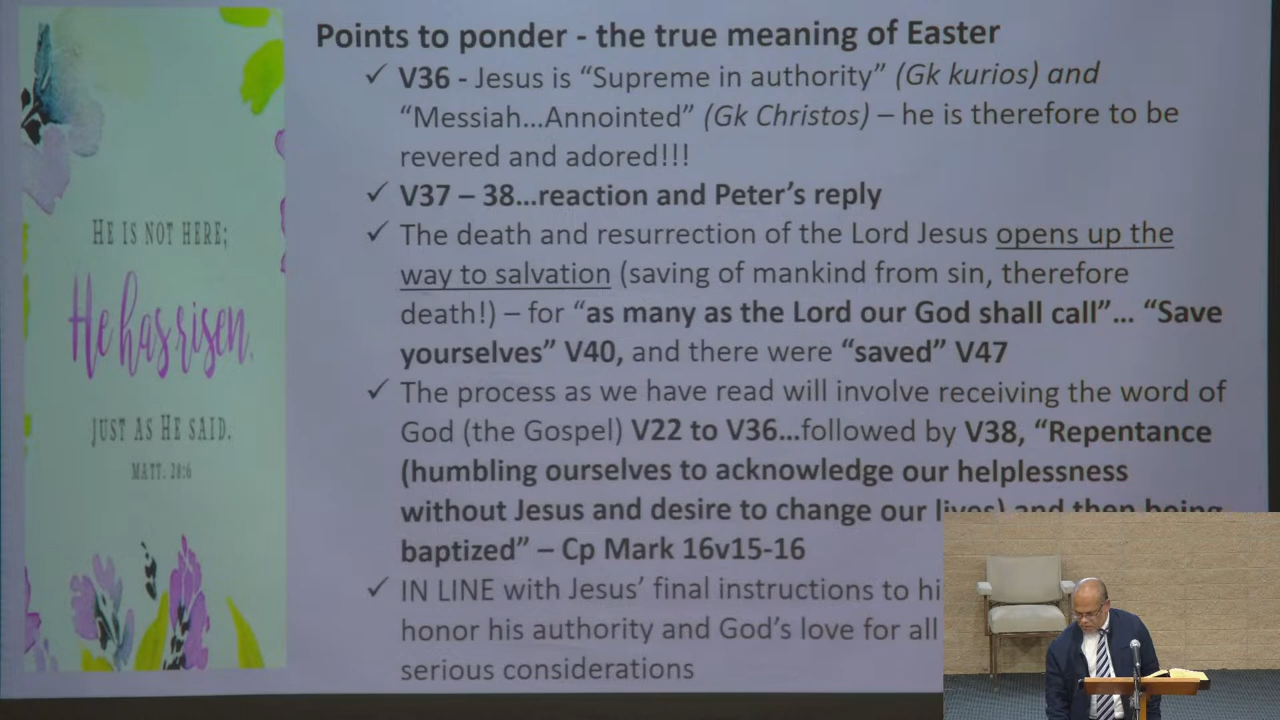 Points to ponder - the true meaning of Easter
✓ V36 - Jesus is “Supreme in authority” (Gk kurios) and
“Messiah...Annointed” (Gk Christos) – he is therefore to be
revered and adored!!!
✓ V37 – 38...reaction and Peter’s reply
✓ The death and resurrection of the Lord Jesus opens up the
way to salvation (saving of mankind from sin, therefore
death!) – for “as many as the Lord our God shall call”... “Save
yourselves” V40, and there were “saved” V47
✓ The process as we have read will involve receiving the word of
God (the Gospel) V22 to V36...followed by V38, “Repentance
(humbling ourselves to acknowledge our helplessness
without Jesus and desire to change our lives) and then being
baptized” – Cp Mark 16v15-16
✓ IN LINE with Jesus’ final instructions to
honor his authority and God’s love for all
serious considerations
HE IS NOT HERE;
He has risen,
JUST AS HE SAID.
MATT. 28:6